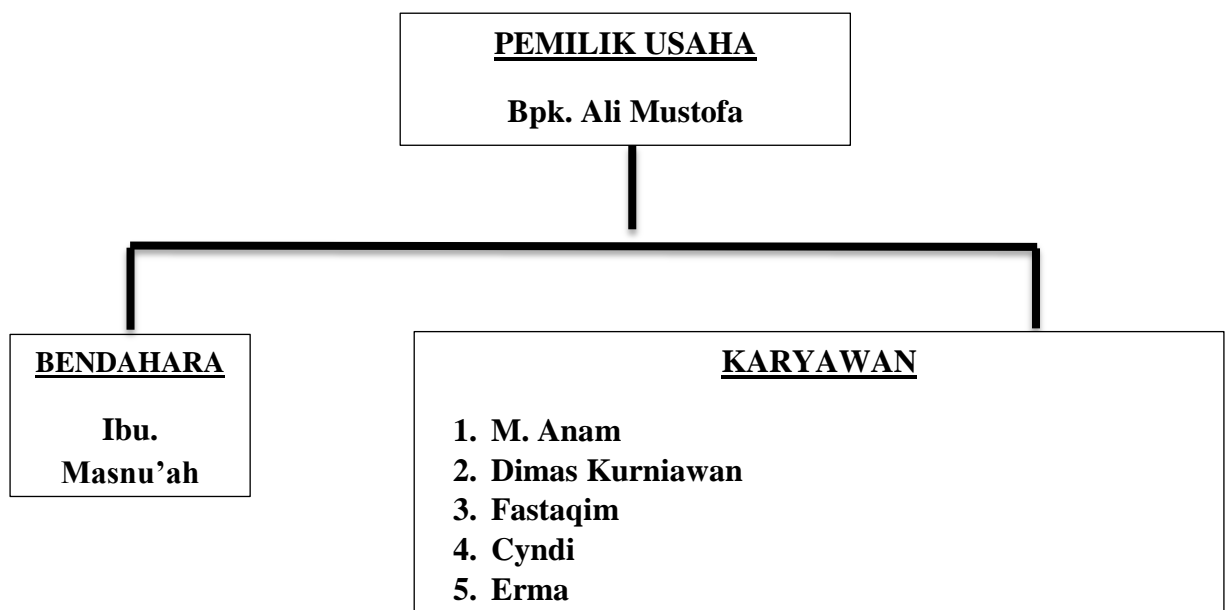 PEMILIK USAHA
Bpk. Ali Mustofa
BENDAHARA
Ibu.
Masnu’ah
KARYAWAN
1. M. Anam
2. Dimas Kurniawan
3. Fastaqim
4. Cyndi
5. Erma